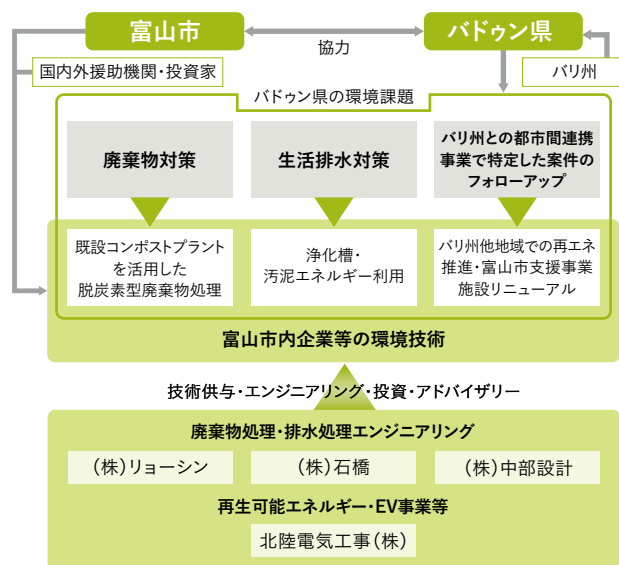 富山市
バドゥン県
協力
国内外援助機関・投資家
バリ州
バドゥン県の環境課題
廃棄物対策
生活排水対策
バリ州との都市間連携
事業で特定した案件の
フォローアップ
既設コンポストプラント
を活用した
脱炭素型廃棄物処理
浄化槽・
汚泥エネルギー利用
バリ州他地域での再エネ
推進・富山市支援事業
施設リニューアル
富山市内企業等の環境技術
技術供与・エンジニアリング・投資・アドバイザリー
廃棄物処理・排水処理エンジニアリング
(株)リョーシン
(株)石橋
(株)中部設計
再生可能エネルギー・EV事業等
北陸電気工事(株)